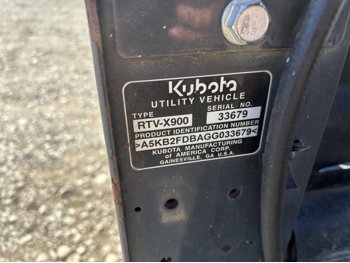 Kubota
UTILITY VEHICLE
TYPE SERIAL NO.
RTV-X900 33679
PRODUCT IDENTIFICATION NUMBER
>A5KB2FDBAGG033679<
KUBOTA MANUFACTURING
of America CORP.
GAINESVILLE, GA U.S.A.